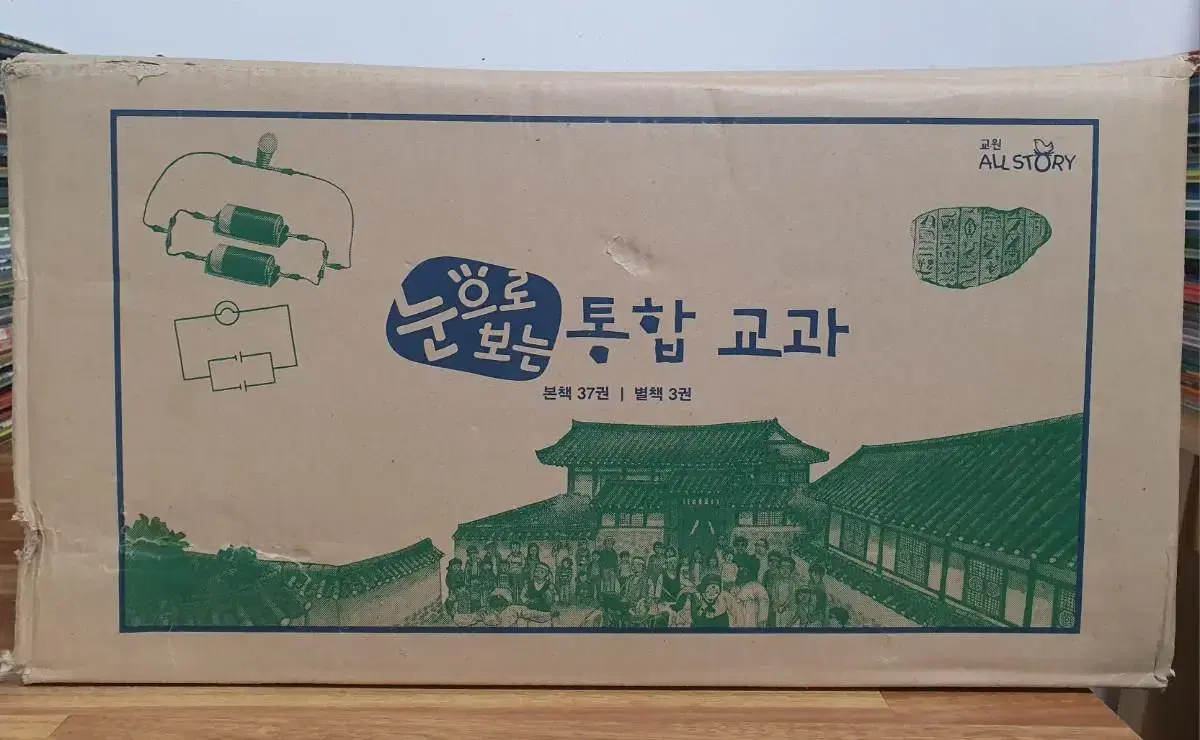 교원
ALL STORY
눈으로
보는
통합 교과
본책 37권 | 별책 3권